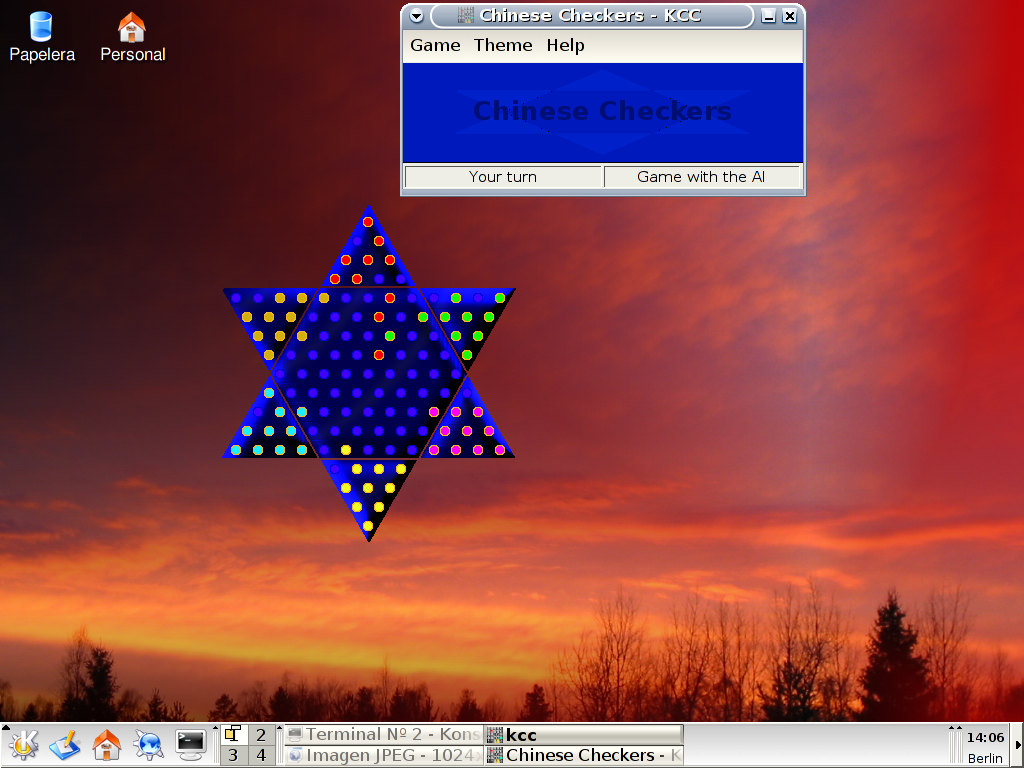 Papelera
Personal
Chinese Checkers - KCC
Game Theme Help
Chinese Checkers
Your turn
Game with the AI
2
3 4
Terminal Nº 2 - Kons
Imagen JPEG - 1024
kcc
Chinese Checkers - K
14:06
Berlin